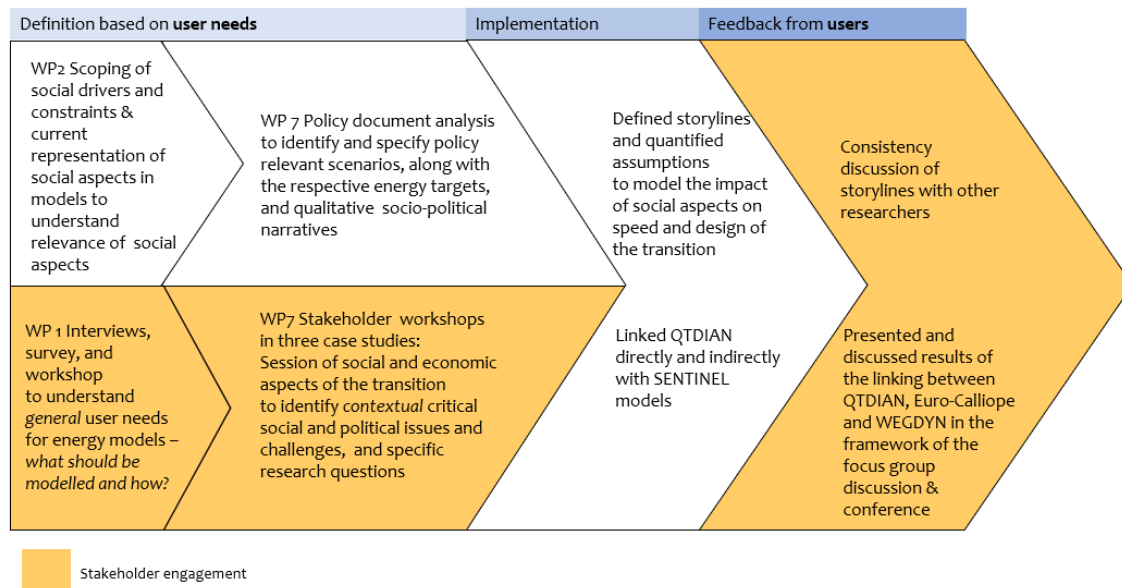 Definition based on user needs
Implementation
Feedback from users
WP2 Scoping of
social drivers and
constraints &
current
representation of
social aspects in
models to
understand
relevance of social
aspects
WP 7 Policy document analysis
to identify and specify policy
relevant scenarios, along with
the respective energy targets,
and qualitative socio-political
narratives
Defined storylines
and quantified
assumptions
to model the impact
of social aspects on
speed and design of
the transition
Consistency
discussion of
storylines with other
researchers
WP 1 Interviews,
survey, and
workshop
to understand
general user needs
for energy models –
what should be
modelled and how?
WP7 Stakeholder workshops
in three case studies:
Session of social and economic
aspects of the transition
to identify contextual critical
social and political issues and
challenges, and specific
research questions
Linked QTDIAN
directly and indirectly
with SENTINEL
models
Presented and
discussed results of
the linking between
QTDIAN, Euro-Calliope
and WEGDYN in the
framework of the
focus group
discussion &
conference
Stakeholder engagement